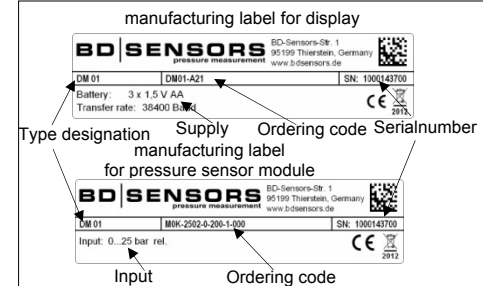 manufacturing label for display
BD SENSORS
pressure measurement
BD-Sensors-Str. 1
95199 Thierstein, Germany
www.bdsensors.de
DM 01 DM01-A21 SN: 1000143700
Battery: 3 x 1,5 V AA
Transfer rate: 38400 Baud
CE
2012
Type designation Supply Ordering code Serialnumber
manufacturing label
for pressure sensor module
BD SENSORS
pressure measurement
BD-Sensors-Str. 1
95199 Thierstein, Germany
www.bdsensors.de
DM 01 M0K-2502-0-200-1-000 SN: 1000143700
Input: 0...25 bar rel.
CE
2012
Input Ordering code